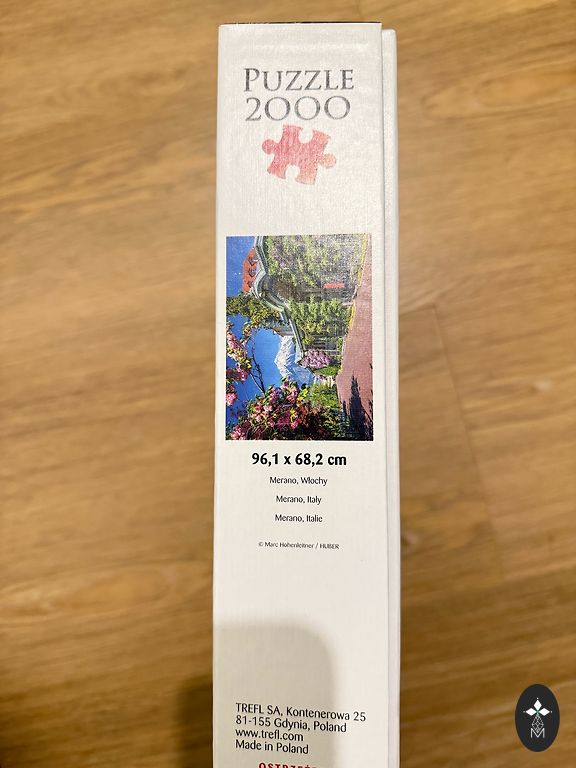 PUZZLE
2000
96,1 x 68,2 cm
Merano, Włochy
Merano, Italy
Merano, Italie
© Marc Hohenleitner / HUBER
TREFL SA, Kontenerowa 25
81-155 Gdynia, Poland
www.trefl.com
Made in Poland
M